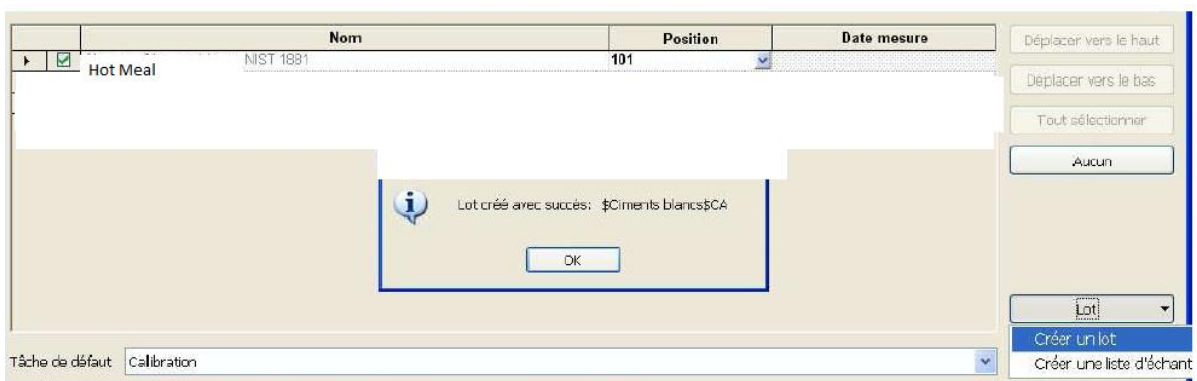 Nom Position Date mesure Déplacer vers le haut
Hot Meal NIST 1881 101
Déplacer vers le bas
Tout sélectionner
Aucun
Lot créé avec succès: $Ciments blancs$CA
OK
Lot
Créer un lot
Tâche de défaut Calibration Créer une liste d'échant